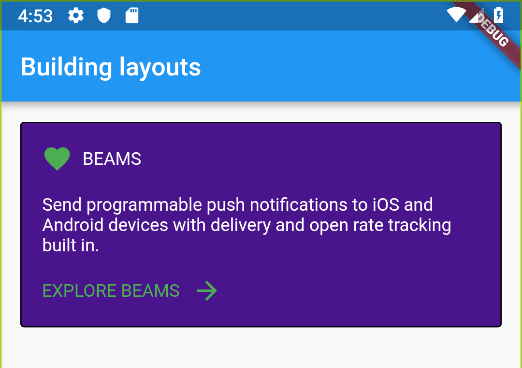 4:53
DEBUG
Building layouts
BEAMS
Send programmable push notifications to iOS and
Android devices with delivery and open rate tracking
built in.
EXPLORE BEAMS